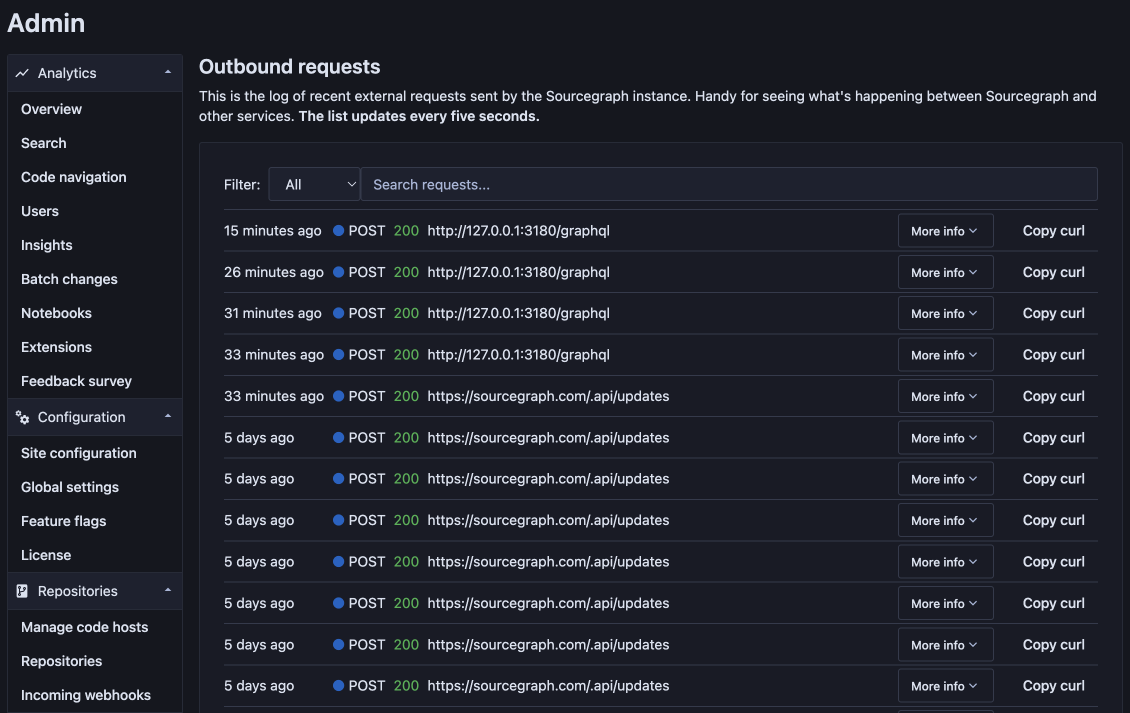 Admin
Analytics
Overview
Search
Code navigation
Users
Insights
Batch changes
Notebooks
Extensions
Feedback survey
Configuration
Site configuration
Global settings
Feature flags
License
Repositories
Manage code hosts
Repositories
Incoming webhooks
Outbound requests
This is the log of recent external requests sent by the Sourcegraph instance. Handy for seeing what's happening between Sourcegraph and
other services. The list updates every five seconds.
Filter: All Search requests...
15 minutes ago POST 200 http://127.0.0.1:3180/graphql More info Copy curl
26 minutes ago POST 200 http://127.0.0.1:3180/graphql More info Copy curl
31 minutes ago POST 200 http://127.0.0.1:3180/graphql More info Copy curl
33 minutes ago POST 200 http://127.0.0.1:3180/graphql More info Copy curl
33 minutes ago POST 200 https://sourcegraph.com/.api/updates More info Copy curl
5 days ago POST 200 https://sourcegraph.com/.api/updates More info Copy curl
5 days ago POST 200 https://sourcegraph.com/.api/updates More info Copy curl
5 days ago POST 200 https://sourcegraph.com/.api/updates More info Copy curl
5 days ago POST 200 https://sourcegraph.com/.api/updates More info Copy curl
5 days ago POST 200 https://sourcegraph.com/.api/updates More info Copy curl
5 days ago POST 200 https://sourcegraph.com/.api/updates More info Copy curl
5 days ago POST 200 https://sourcegraph.com/.api/updates More info Copy curl